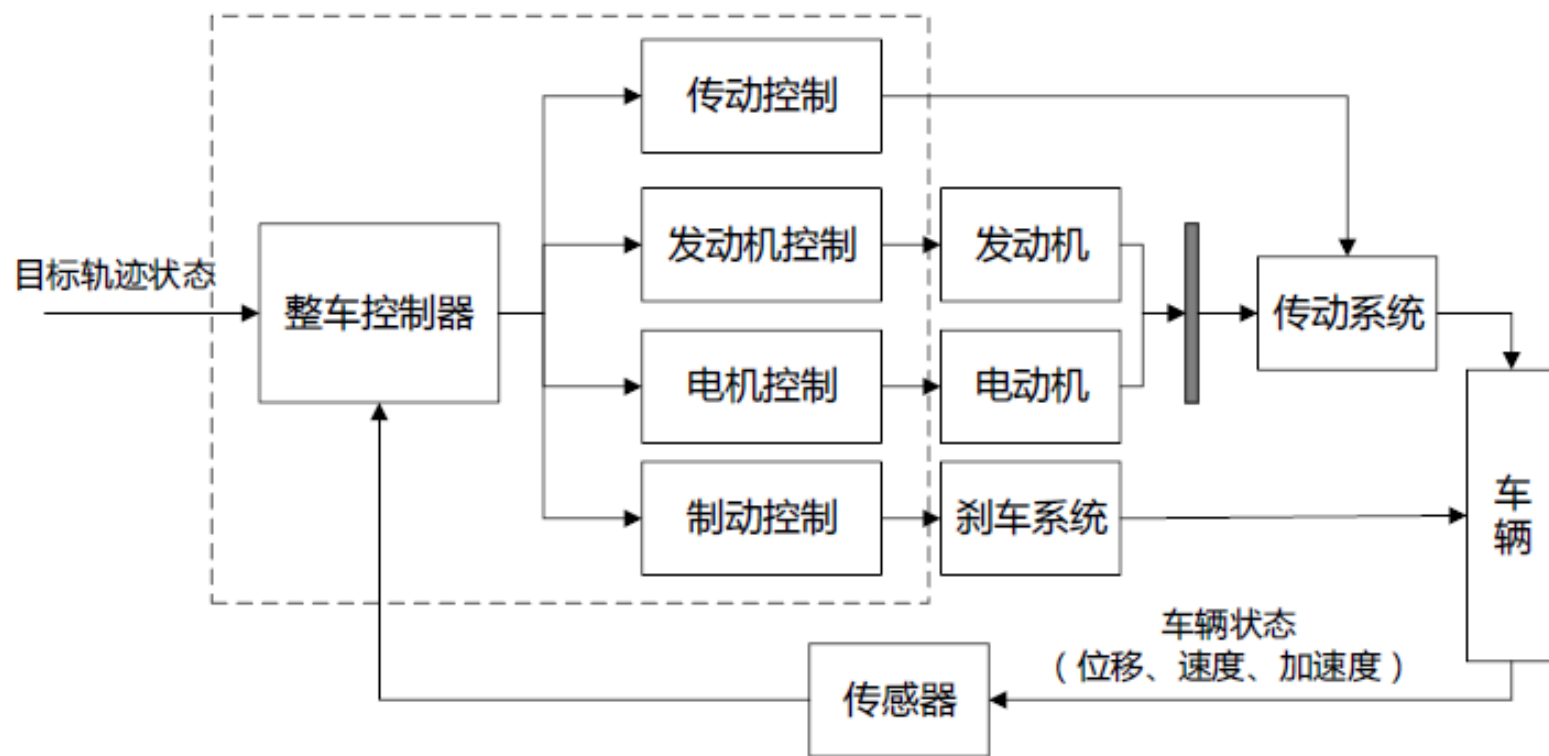 传动控制
发动机控制
发动机
目标轨迹状态
整车控制器
传动系统
电机控制
电动机
制动控制
刹车系统
车
辆
车辆状态
（位移、速度、加速度）
传感器